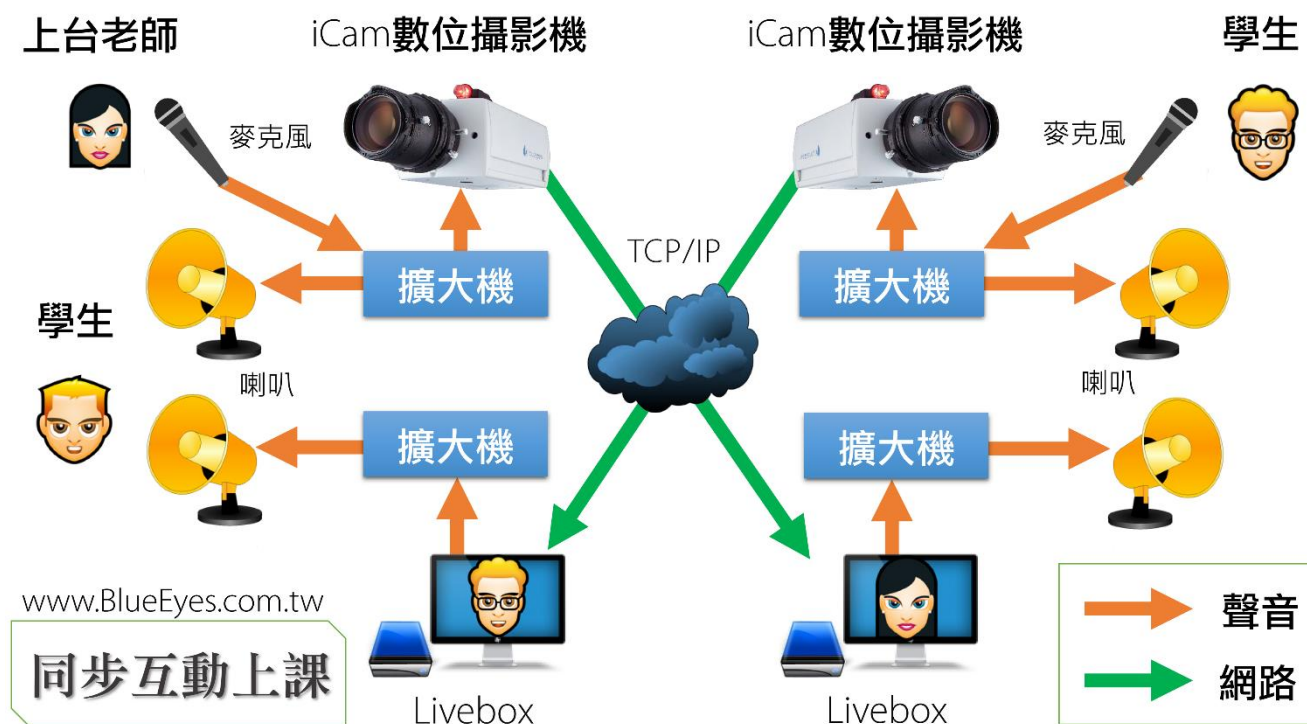 上台老師
iCam數位攝影機
iCam數位攝影機
學生
麥克風
麥克風
TCP/IP
擴大機
擴大機
學生
喇叭
喇叭
擴大機
擴大機
www.BlueEyes.com.tw
同步互動上課
Livebox
Livebox
聲音
網路